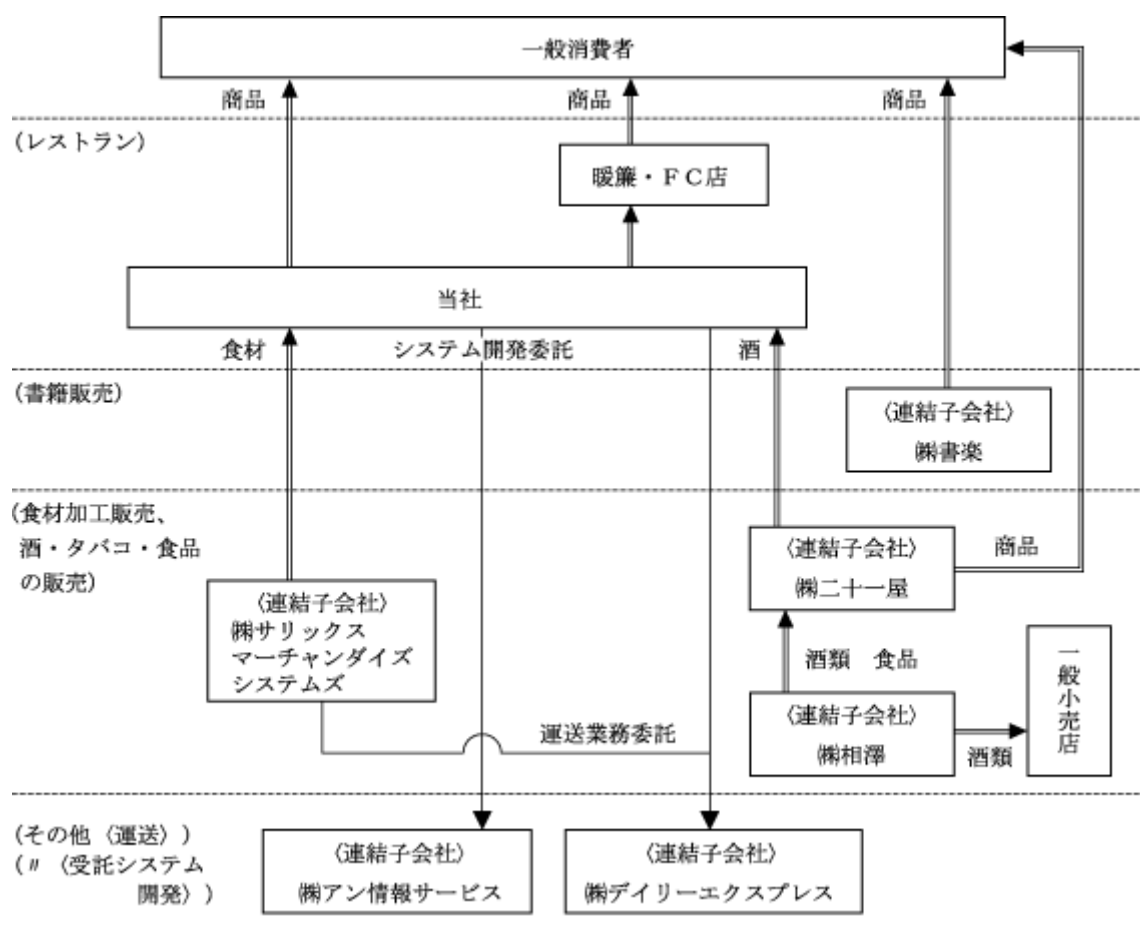 一般消費者
商品
商品
商品
(レストラン)
暖簾・ＦＣ店
当社
食材
システム開発委託
酒
(書籍販売)
〈連結子会社〉
㈱書楽
(食材加工販売、
酒・タバコ・食品
の販売)
〈連結子会社〉
㈱二十一屋
商品
〈連結子会社〉
㈱サリックス
マーチャンダイズ
システムズ
酒類　食品
一般小売店
〈連結子会社〉
㈱相澤
酒類
運送業務委託
(その他〈運送〉)
(〃〈受託システム
開発〉)
〈連結子会社〉
㈱アン情報サービス
〈連結子会社〉
㈱デイリーエクスプレス